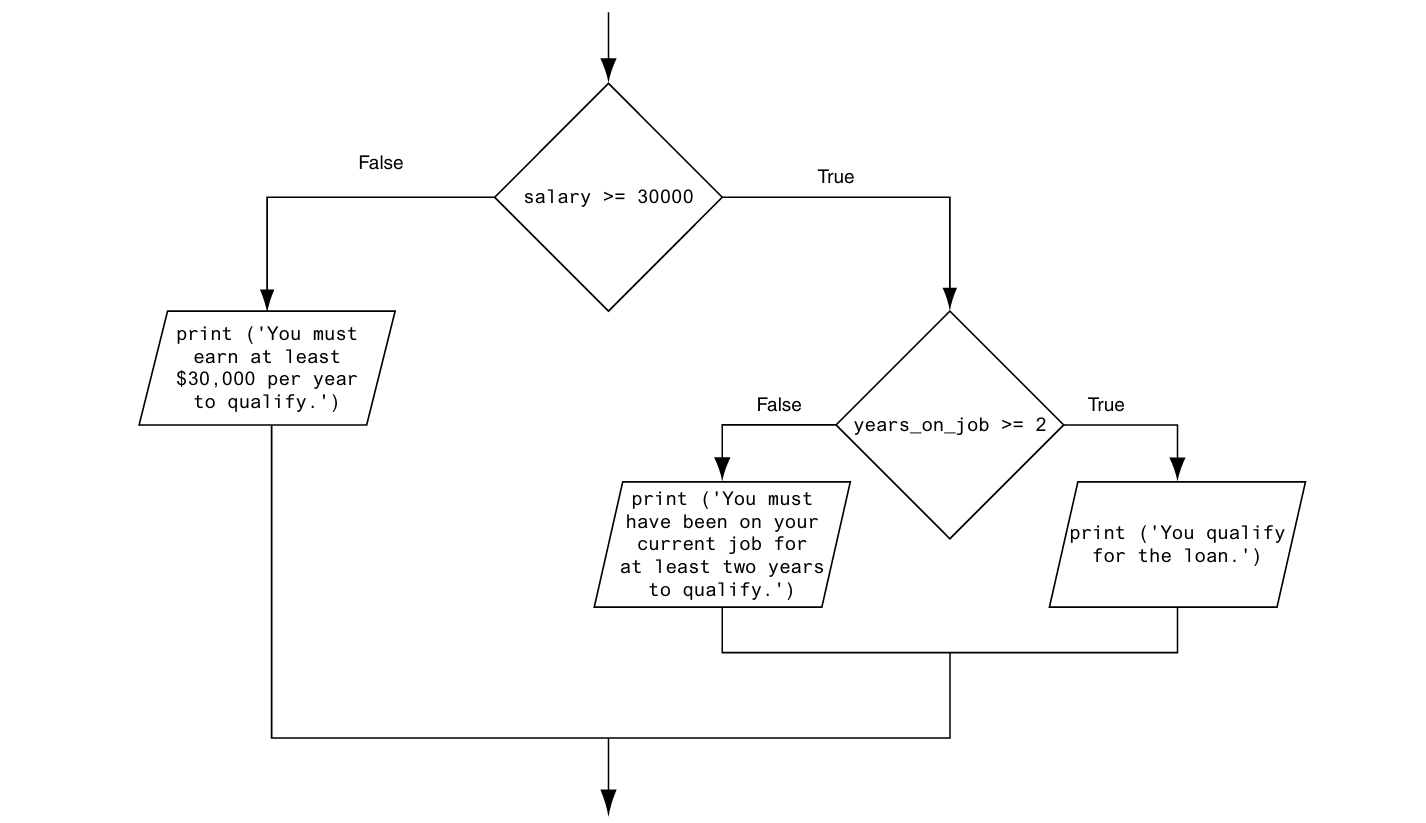 False
True
salary >= 30000
print ('You must
earn at least
$30,000 per year
to qualify.')
False
True
years_on_job >= 2
print ('You must
have been on your
current job for
at least two years
to qualify.')
print ('You qualify
for the loan.')